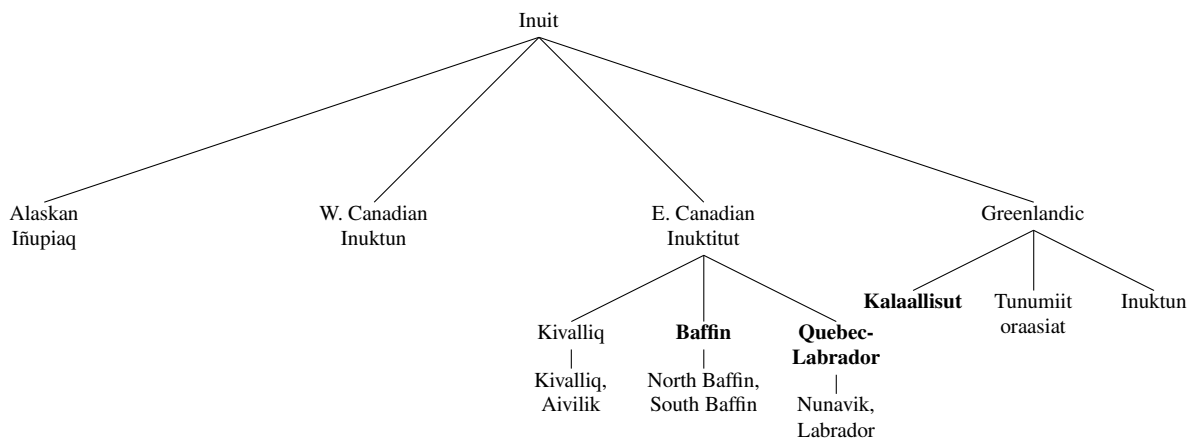 Inuit
Alaskan
Iñupiaq
W. Canadian
Inuktun
E. Canadian
Inuktitut
Greenlandic
Kivalliq
Baffin
Quebec-
Labrador
Kalaallisut
Tunumiit
oraasiat
Inuktun
Kivalliq,
Aivilik
North Baffin,
South Baffin
Nunavik,
Labrador